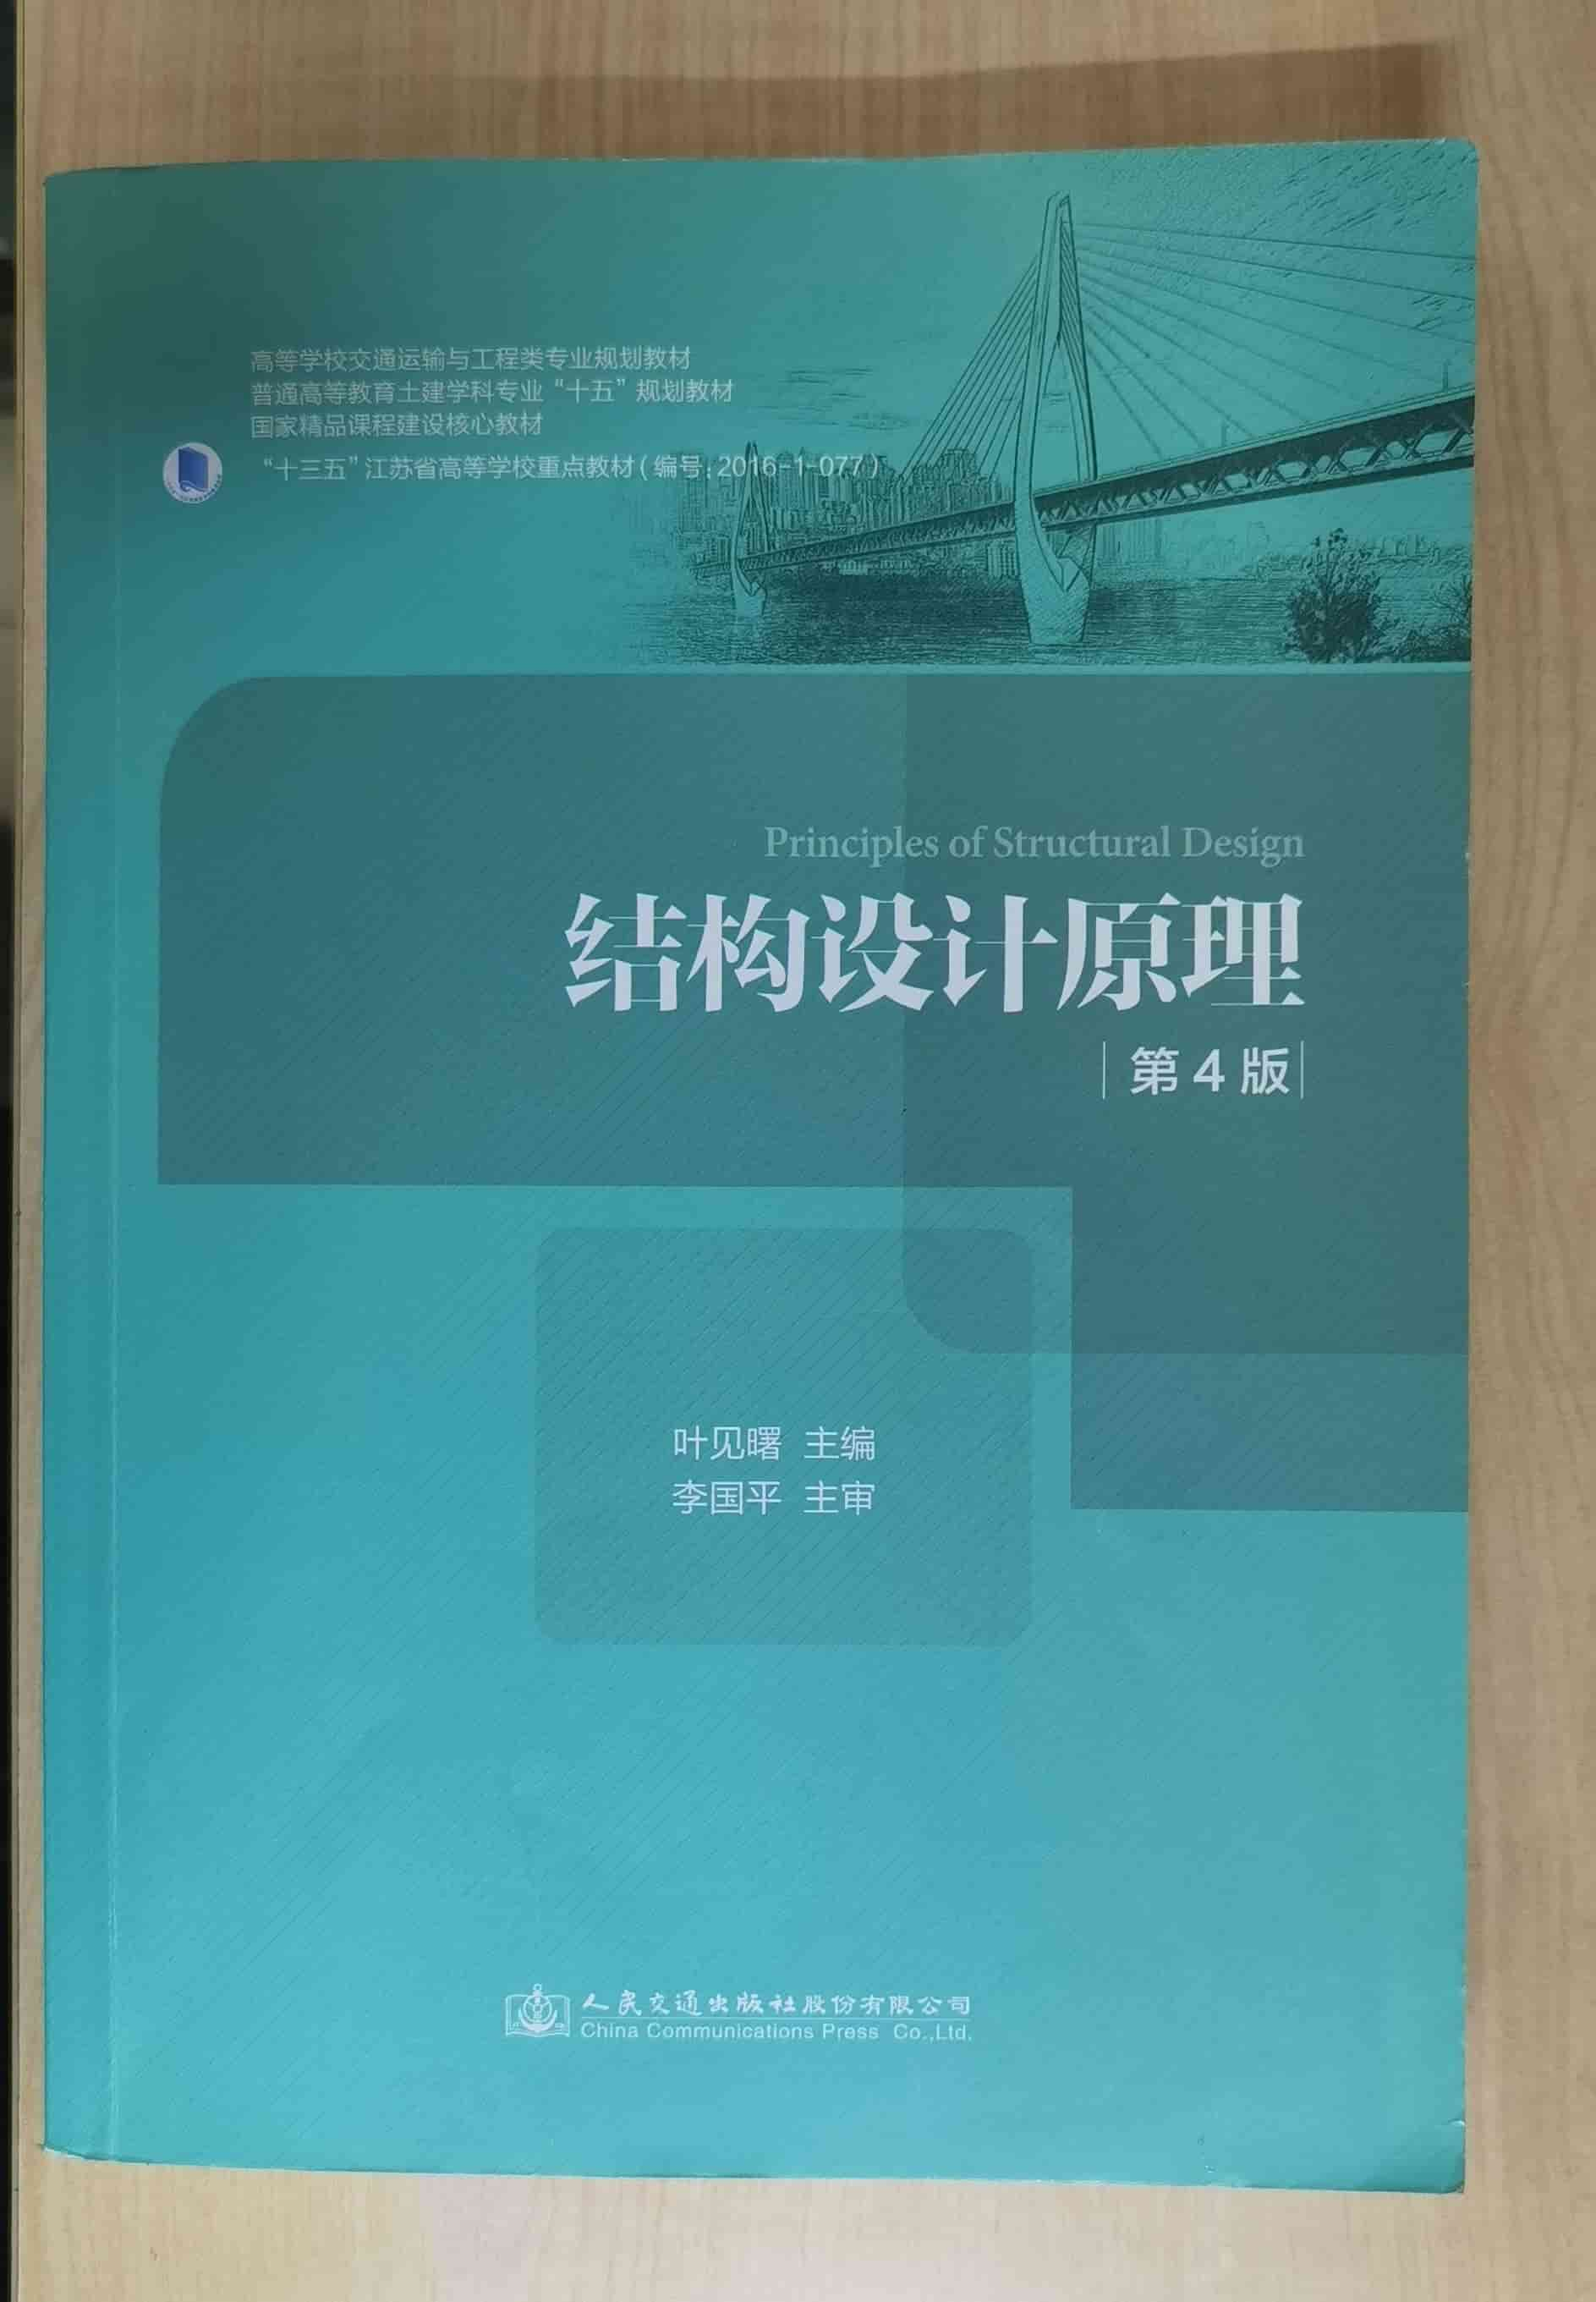 高等学校交通运输与工程类专业规划教材
普通高等教育土建学科专业“十五”规划教材
国家精品课程建设核心教材
“十三五”江苏省高等学校重点教材(编号:2016-1-077)
Principles of Structural Design
结构设计原理
第4版
叶见曙 主编
李国平 主审
人民交通出版社股份有限公司
China Communications Press Co.,Ltd.